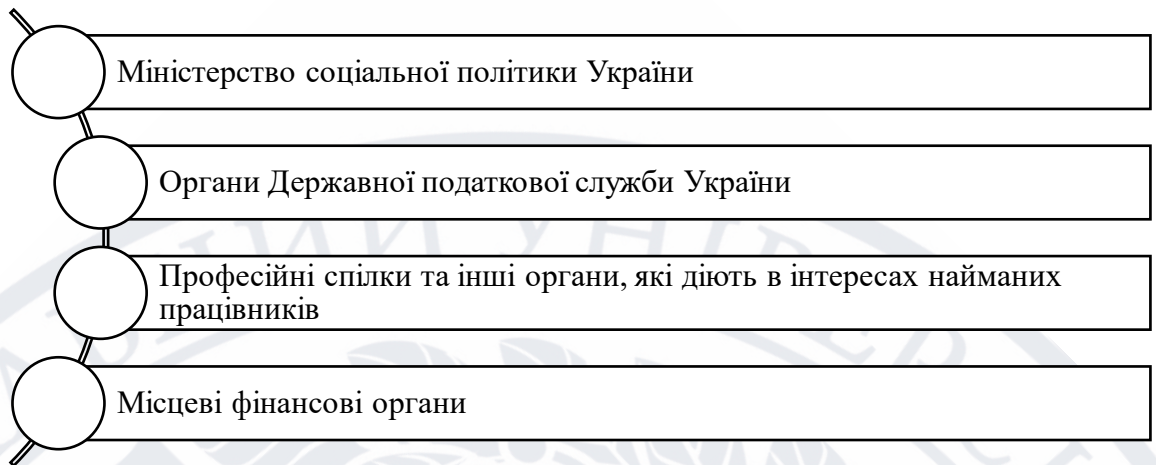 Міністерство соціальної політики України
Органи Державної податкової служби України
Професійні спілки та інші органи, які діють в інтересах найманих
працівників
Місцеві фінансові органи